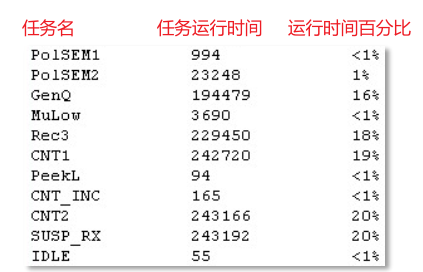 任务名 任务运行时间 运行时间百分比
PolSEM1 994 <1%
PolSEM2 23248 1%
GenQ 194479 16%
MuLow 3690 <1%
Rec3 229450 18%
CNT1 242720 19%
PeekL 94 <1%
CNT_INC 165 <1%
CNT2 243166 20%
SUSP_RX 243192 20%
IDLE 55 <1%